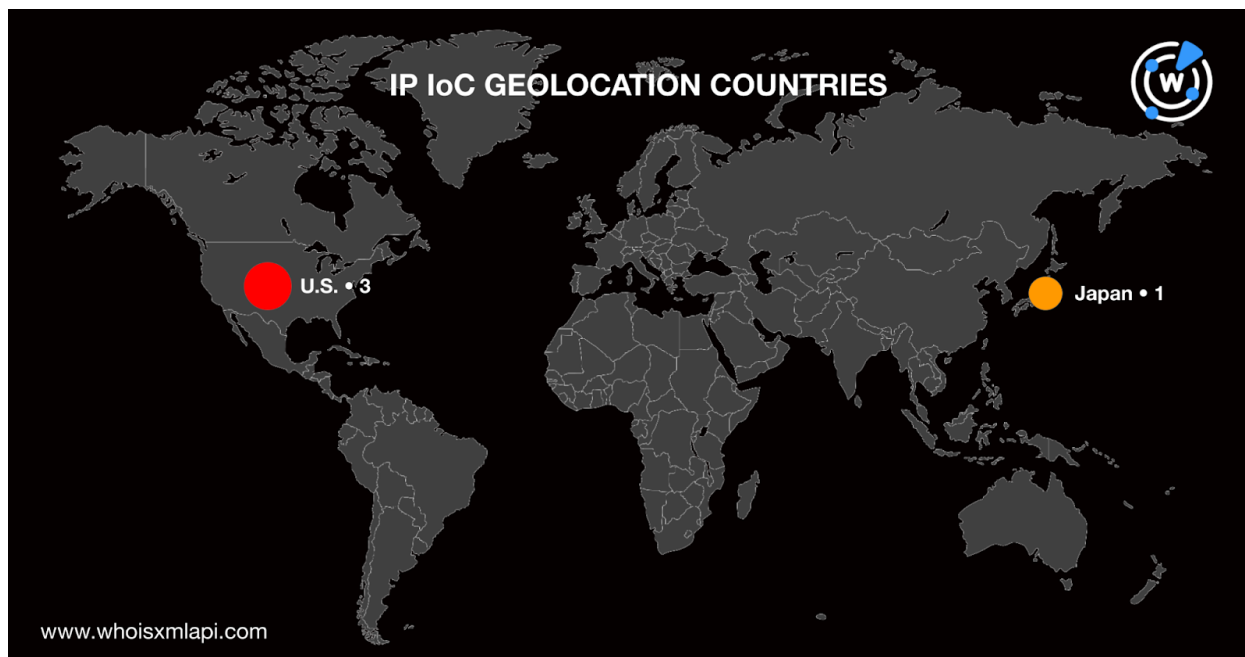 IP IoC GEOLOCATION COUNTRIES
W
U.S. • 3
Japan • 1
www.whoisxmlapi.com